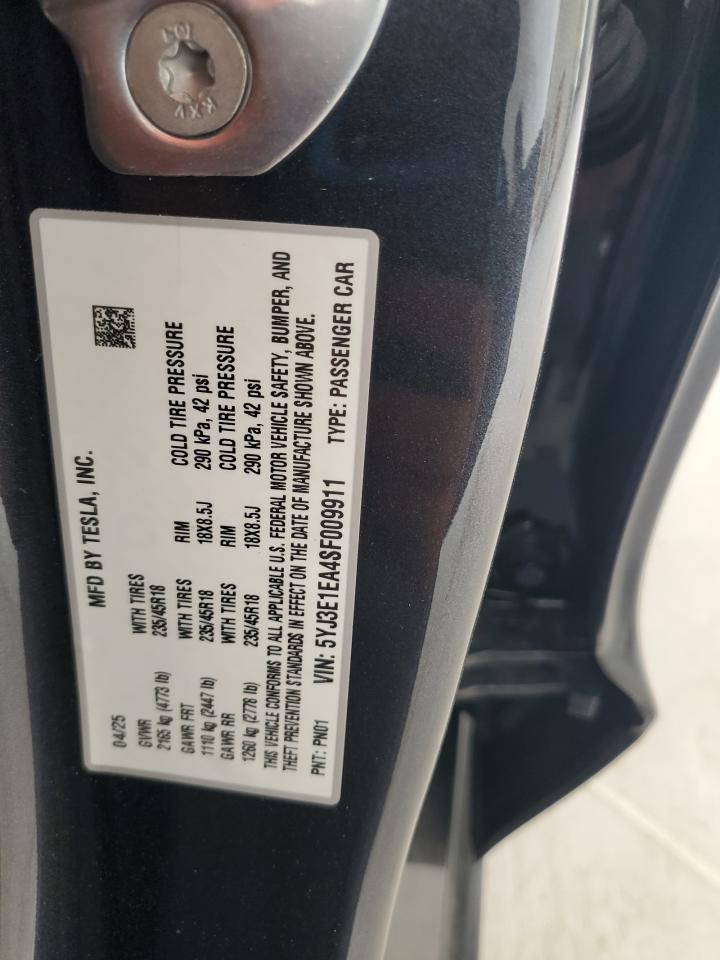 MFD BY TESLA, INC.
04/25
GVWR WITH TIRES
2165 kg (4773 lb) 235/45R18
GAWR FRT WITH TIRES RIM COLD TIRE PRESSURE
1110 kg (2447 lb) 235/45R18 18X8.5J 290 kPa, 42 psi
GAWR RR WITH TIRES RIM COLD TIRE PRESSURE
1260 kg (2778 lb) 235/45R18 18X8.5J 290 kPa, 42 psi
THIS VEHICLE CONFORMS TO ALL APPLICABLE U.S. FEDERAL MOTOR VEHICLE SAFETY, BUMPER, AND
THEFT PREVENTION STANDARDS IN EFFECT ON THE DATE OF MANUFACTURE SHOWN ABOVE.
PNT: PN01 VIN: 5YJ3E1EA4SF009911 TYPE: PASSENGER CAR
KXV